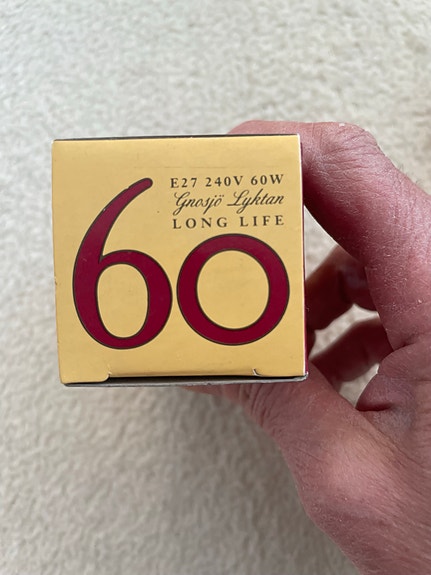 E27 240V 60W
Gnosjö Lyktan
LONG LIFE
60